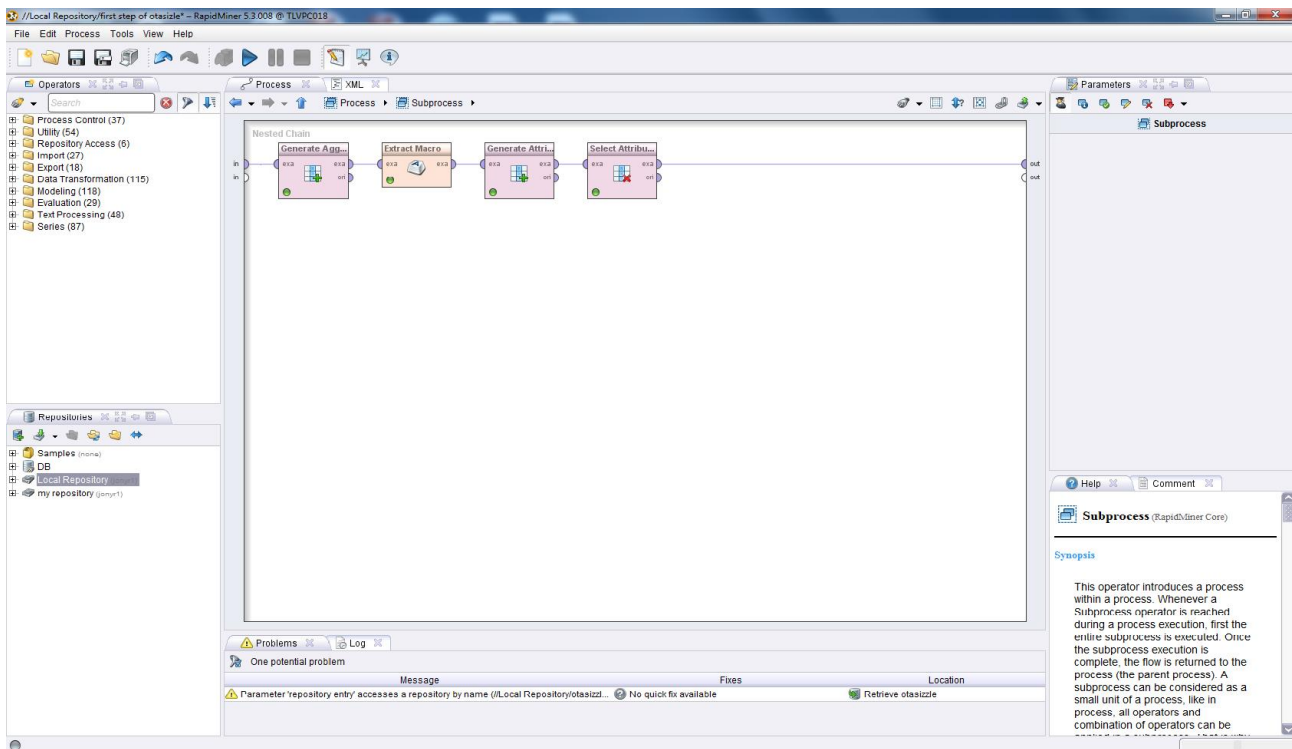 //Local Repository/first step of otasizle* – RapidMiner 5.3.008 @ TLVPC018
File Edit Process Tools View Help
Operators
Search
Process Control (37)
Utility (54)
Repository Access (6)
Import (27)
Export (18)
Data Transformation (115)
Modeling (118)
Evaluation (29)
Text Processing (48)
Series (87)
Repositories
Samples (none)
DB
Local Repository
my repository (jonyr1)
Process XML
Process Subprocess
Nested Chain
Generate Agg... Extract Macro Generate Attri... Select Attribu...
in exa exa exa exa exa exa exa exa out
in ori ori ori out
Problems Log
One potential problem
Message Fixes Location
Parameter 'repository entry' accesses a repository by name (//Local Repository/otasizzl... No quick fix available Retrieve otasizzle
Parameters
Subprocess
Help Comment
Subprocess (RapidMiner Core)
Synopsis
This operator introduces a process
within a process. Whenever a
Subprocess operator is reached
during a process execution, first the
entire subprocess is executed. Once
the subprocess execution is
complete, the flow is returned to the
process (the parent process). A
subprocess can be considered as a
small unit of a process, like in
process, all operators and
combination of operators can be